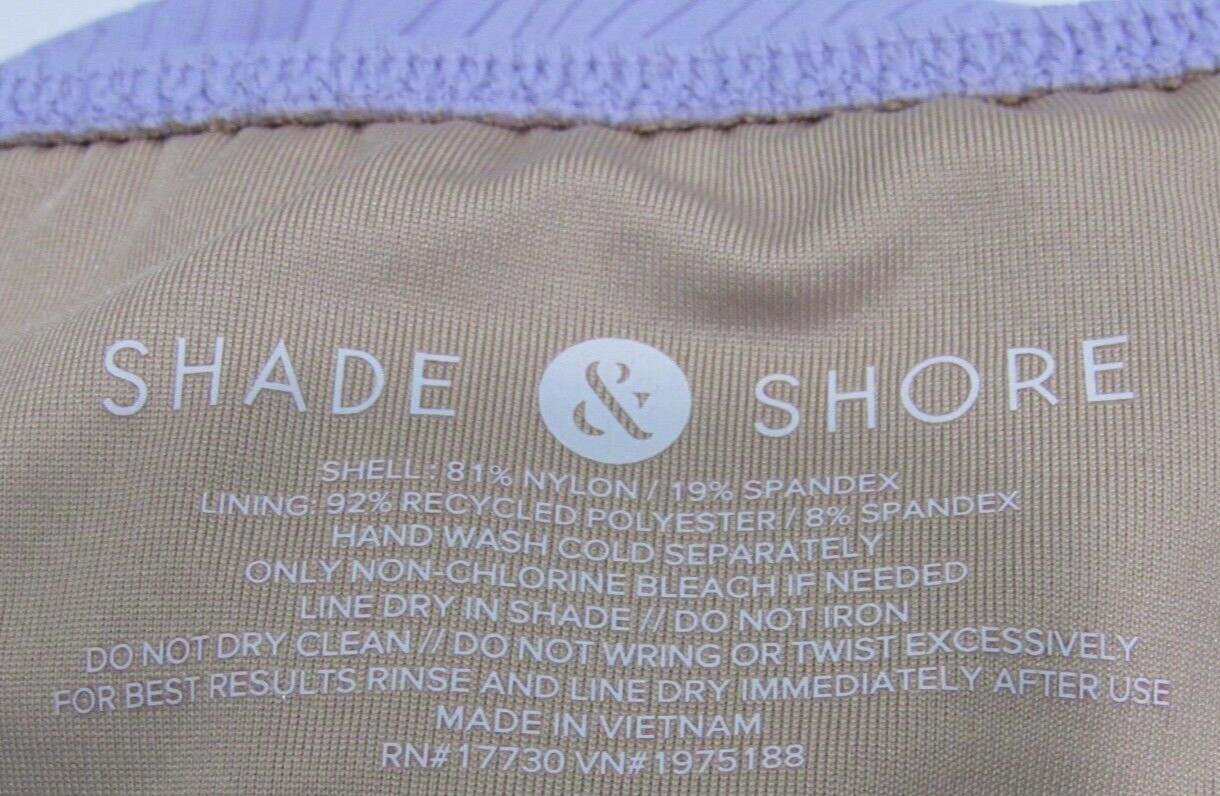 SHADE & SHORE
SHELL: 81% NYLON / 19% SPANDEX
LINING: 92% RECYCLED POLYESTER / 8% SPANDEX
HAND WASH COLD SEPARATELY
ONLY NON-CHLORINE BLEACH IF NEEDED
LINE DRY IN SHADE // DO NOT IRON
DO NOT DRY CLEAN // DO NOT WRING OR TWIST EXCESSIVELY
FOR BEST RESULTS RINSE AND LINE DRY IMMEDIATELY AFTER USE
MADE IN VIETNAM
RN#17730 VN#1975188